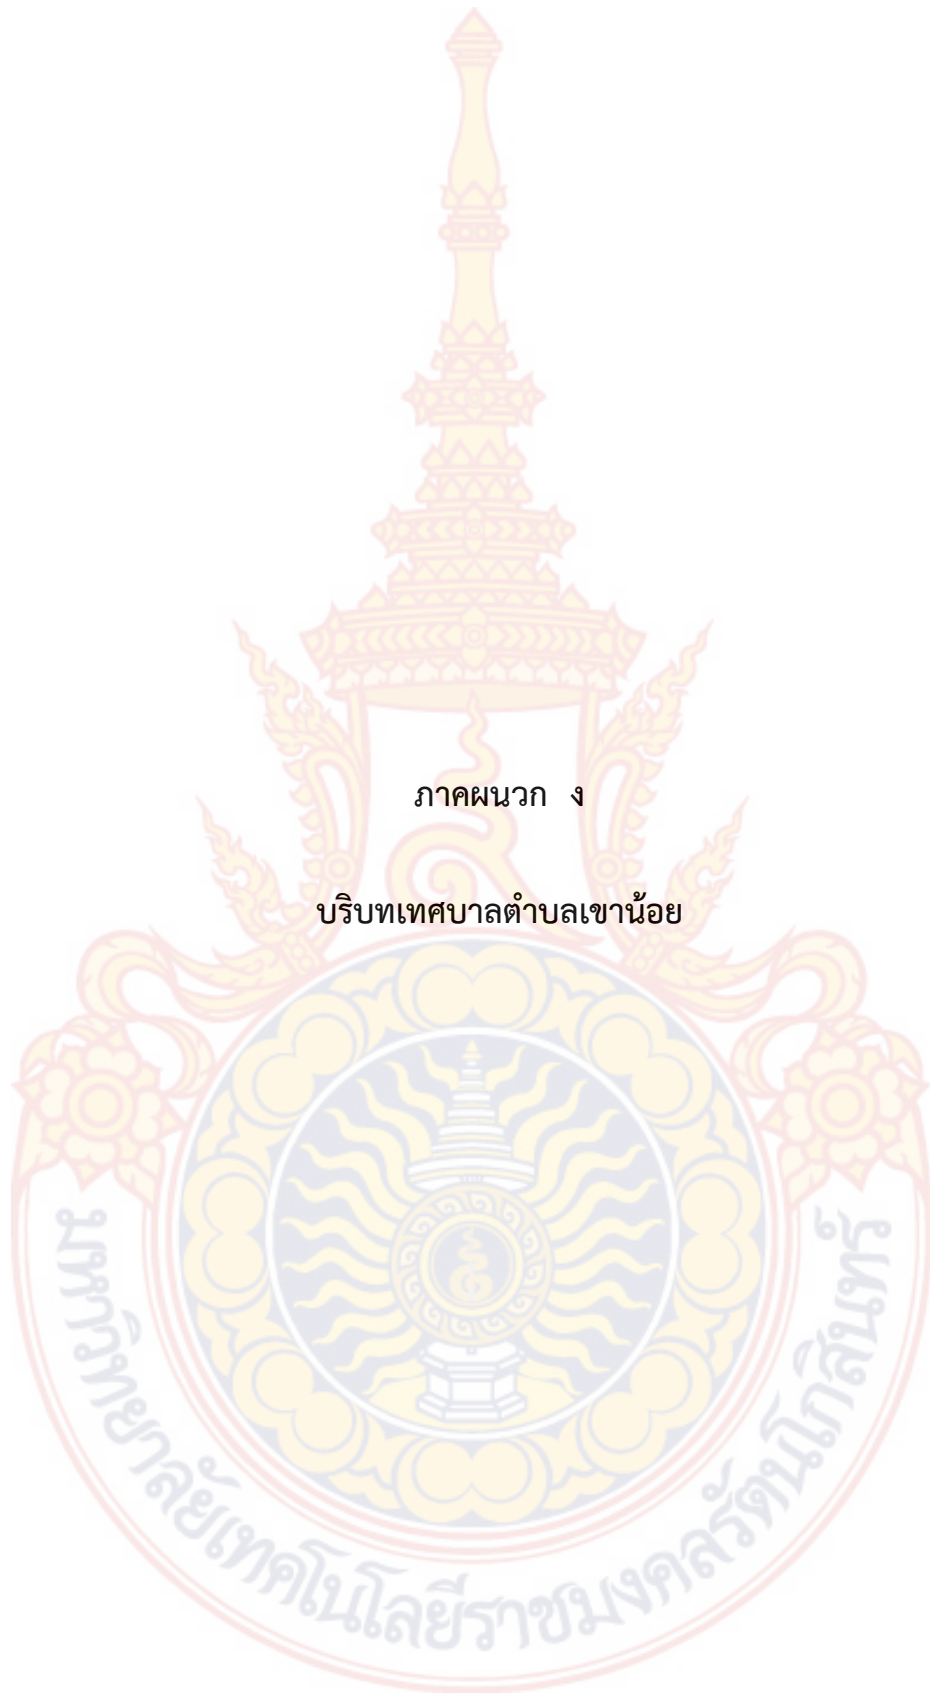 ภาคผนวก ง
บริบทเทศบาลตำบลเขาน้อย
มหาวิทยาลัยเทคโนโลยีราชมงคลรัตนโกสินทร์